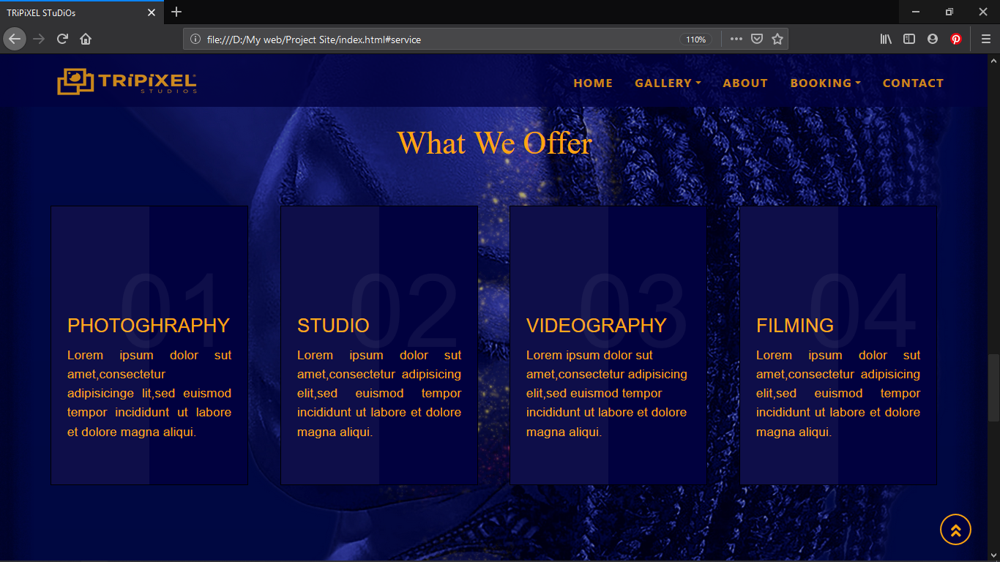 TRiPiXEL STuDiOs
file:///D:/My web/Project Site/index.html#service
110%
TRiPiXEL
STUDIOS
HOME GALLERY ABOUT BOOKING CONTACT
What We Offer
01
PHOTOGHRAPHY
Lorem ipsum dolor sut
amet,consectetur
adipisicinge lit,sed euismod
tempor incididunt ut labore
et dolore magna aliqui.
02
STUDIO
Lorem ipsum dolor sut
amet,consectetur adipisicing
elit,sed euismod tempor
incididunt ut labore et dolore
magna aliqui.
03
VIDEOGRAPHY
Lorem ipsum dolor sut
amet,consectetur adipisicing
elit,sed euismod tempor
incididunt ut labore et dolore
magna aliqui.
04
FILMING
Lorem ipsum dolor sut
amet,consectetur adipisicing
elit,sed euismod tempor
incididunt ut labore et dolore
magna aliqui.